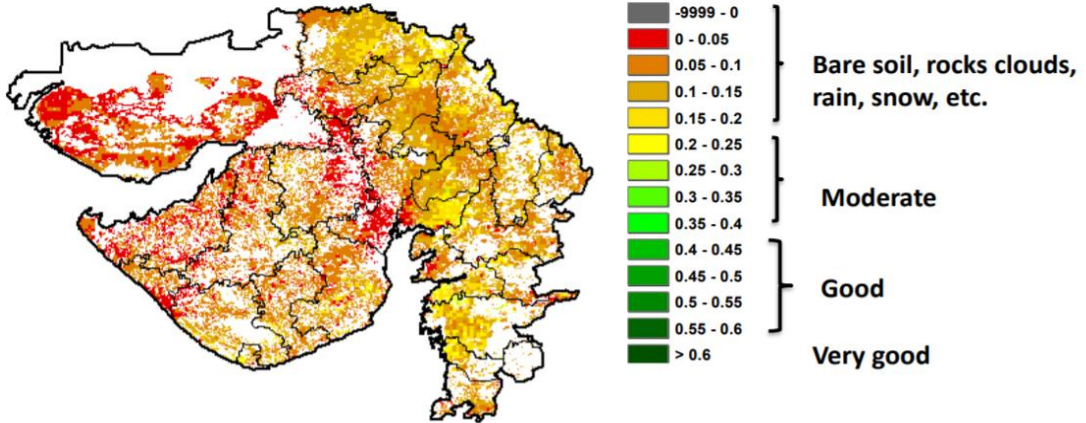 -9999 - 0
0 - 0.05
0.05 - 0.1
0.1 - 0.15
0.15 - 0.2
0.2 - 0.25
0.25 - 0.3
0.3 - 0.35
0.35 - 0.4
0.4 - 0.45
0.45 - 0.5
0.5 - 0.55
0.55 - 0.6
> 0.6
Bare soil, rocks clouds,
rain, snow, etc.
Moderate
Good
Very good